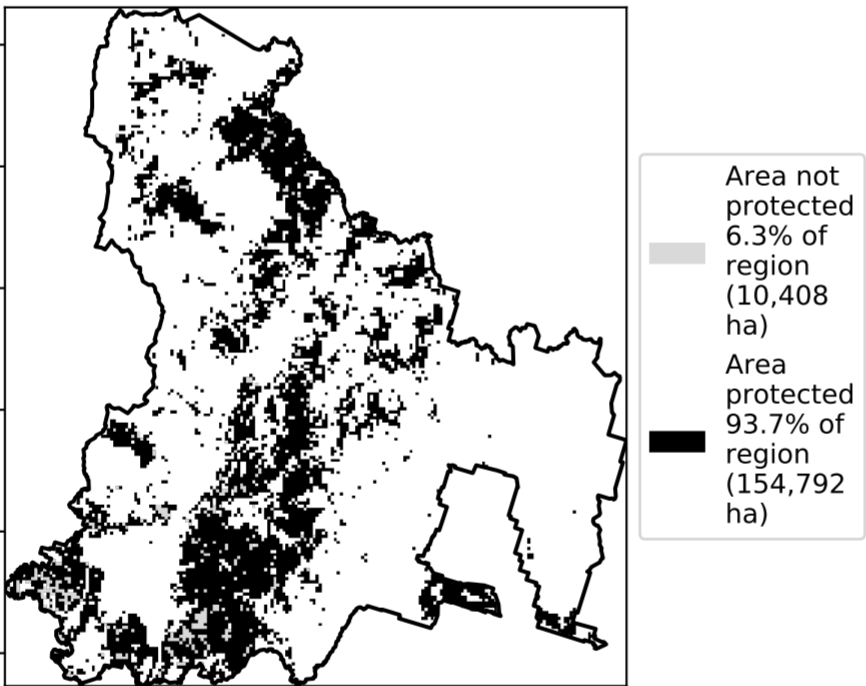 Area not
protected
6.3% of
region
(10,408
ha)
Area
protected
93.7% of
region
(154,792
ha)